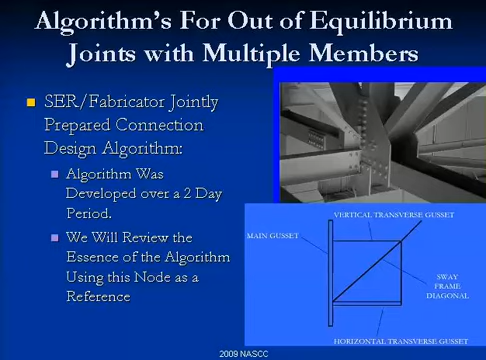 Algorithm's For Out of Equilibrium
Joints with Multiple Members
SER/Fabricator Jointly
Prepared Connection
Design Algorithm:
Algorithm Was
Developed over a 2 Day
Period.
We Will Review the
Essence of the Algorithm
Using this Node as a
Reference
VERTICAL TRANSVERSE GUSSET
MAIN GUSSET
SWAY
FRAME
DIAGONAL
HORIZONTAL TRANSVERSE GUSSET
2009 NASCC